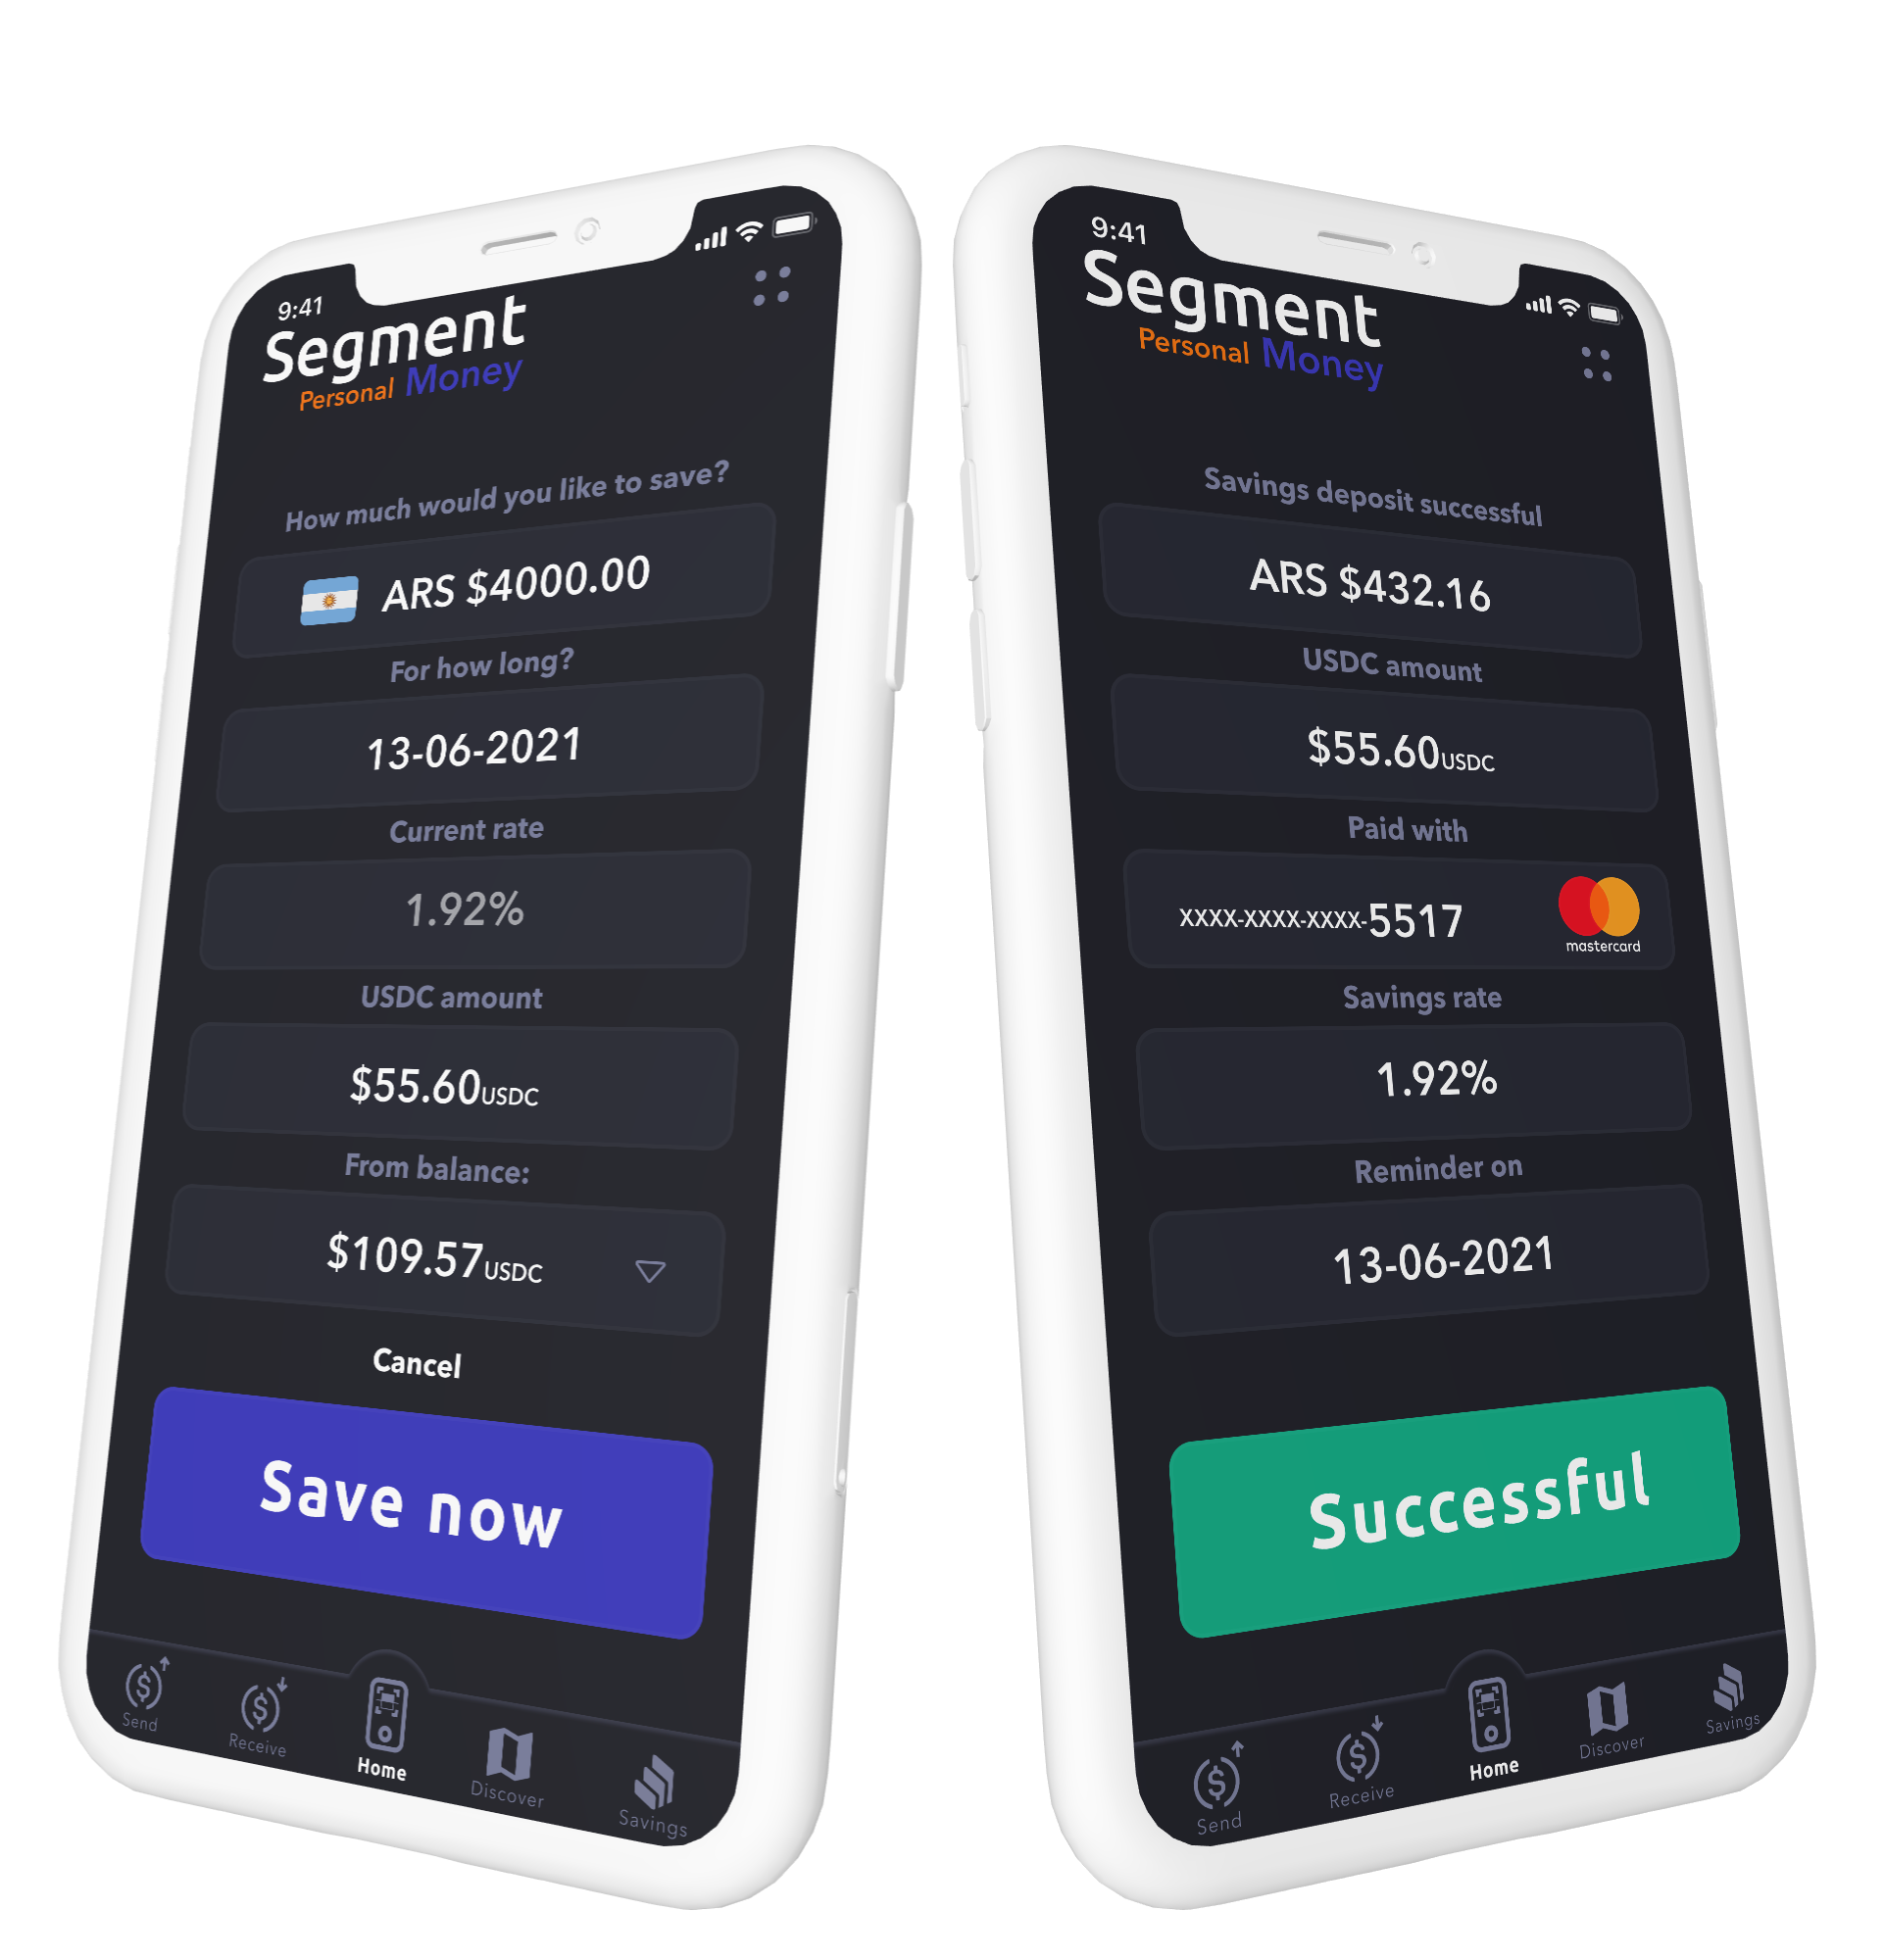 9:41
Segment
Personal Money
How much would you like to save?
ARS $4000.00
For how long?
13-06-2021
Current rate
1.92%
USDC amount
$55.60USDC
From balance:
$109.57USDC
Cancel
Save now
Send
Receive
Home
Discover
Savings
9:41
Segment
Personal Money
Savings deposit successful
ARS $432.16
USDC amount
$55.60USDC
Paid with
XXXX-XXXX-XXXX-5517
mastercard
Savings rate
1.92%
Reminder on
13-06-2021
Successful
Send
Receive
Home
Discover
Savings